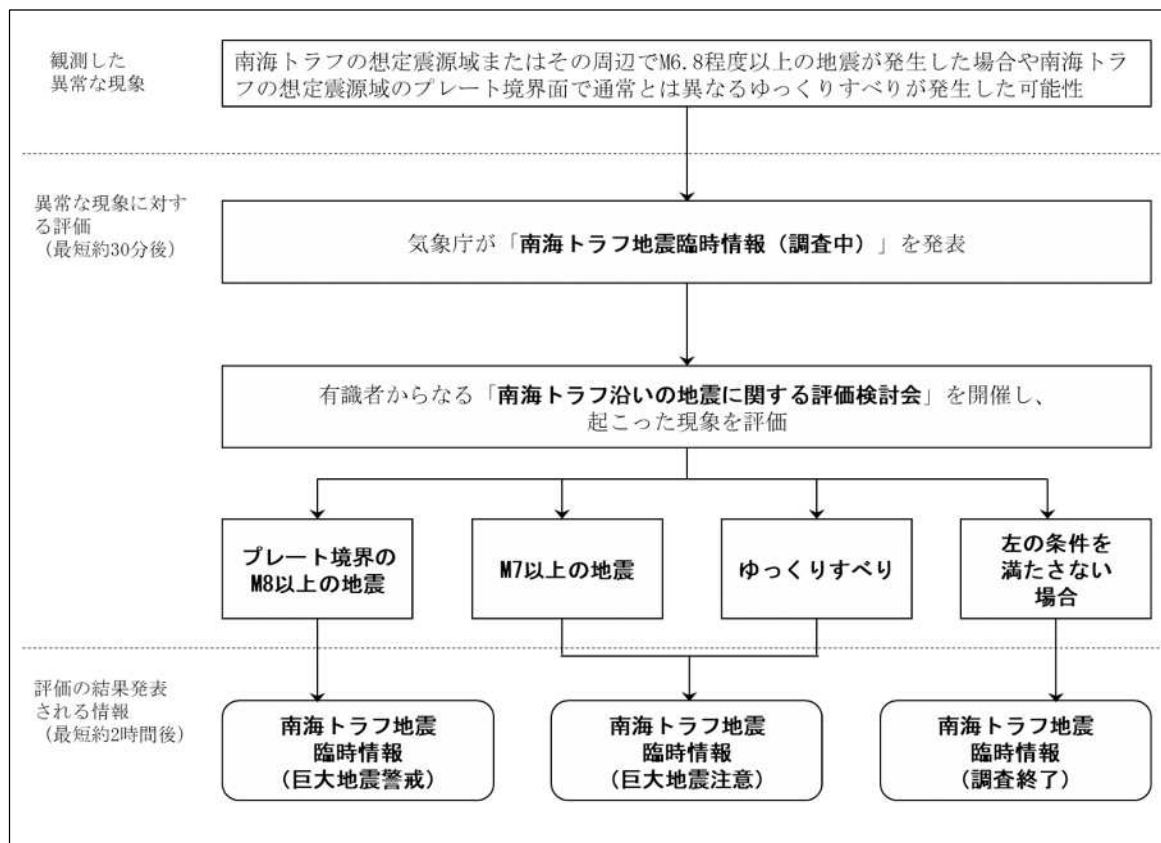 観測した
異常な現象
南海トラフの想定震源域またはその周辺でM6.8程度以上の地震が発生した場合や南海トラ
フの想定震源域のプレート境界面で通常とは異なるゆっくりすべりが発生した可能性
異常な現象に対す
る評価
（最短約30分後）
気象庁が「南海トラフ地震臨時情報（調査中）」を発表
有識者からなる「南海トラフ沿いの地震に関する評価検討会」を開催し、
起こった現象を評価
プレート境界の
M8以上の地震
M7以上の地震
ゆっくりすべり
左の条件を
満たさない
場合
評価の結果発表
される情報
（最短約2時間後）
南海トラフ地震
臨時情報
（巨大地震警戒）
南海トラフ地震
臨時情報
（巨大地震注意）
南海トラフ地震
臨時情報
（調査終了）